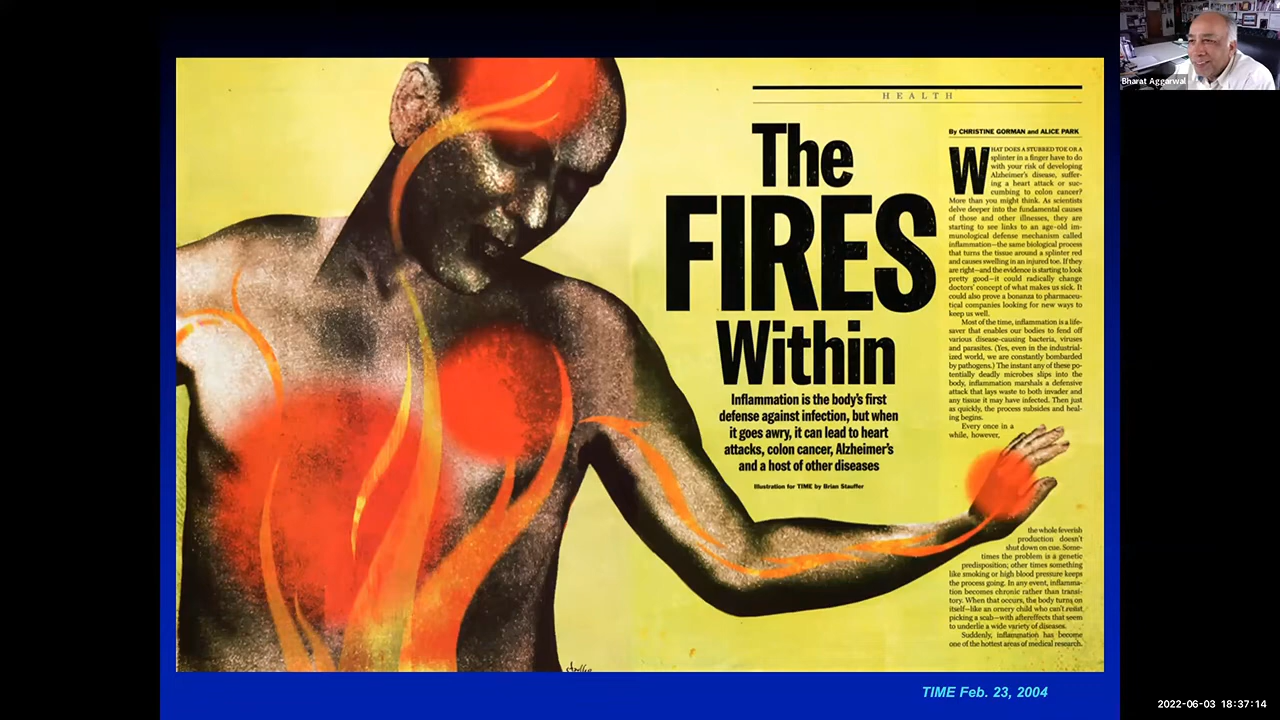 Bharat Aggarwal
HEALTH
The
FIRES
Within
Inflammation is the body's first
defense against infection, but when
it goes awry, it can lead to heart
attacks, colon cancer, Alzheimer's
and a host of other diseases
Illustration for TIME by Brian Stauffer
By CHRISTINE GORMAN and ALICE PARK
WHAT DOES A STUBBED TOE OR A
splinter in a finger have to do
with your risk of developing
Alzheimer's disease, suffer-
ing a heart attack or suc-
cumbing to colon cancer?
More than you might think. As scientists
delve deeper into the fundamental causes
of those and other illnesses, they are
starting to see links to an age-old im-
munological defense mechanism called
inflammation—the same biological process
that turns the tissue around a splinter red
and causes swelling in an injured toe. If they
are right—and the evidence is starting to look
pretty good—it could radically change
doctors' concept of what makes us sick. It
could also prove a bonanza to pharmaceu-
tical companies looking for new ways to
keep us well.
Most of the time, inflammation is a life-
saver that enables our bodies to fend off
various disease-causing bacteria, viruses
and parasites. (Yes, even in the industrial-
ized world, we are constantly bombarded
by pathogens.) The instant any of these po-
tentially deadly microbes slips into the
body, inflammation marshals a defensive
attack that lays waste to both invader and
any tissue it may have infected. Then just
as quickly, the process subsides and heal-
ing begins.
Every once in a
while, however,
the whole feverish
production doesn't
shut down on cue. Some-
times the problem is a genetic
predisposition; other times something
like smoking or high blood pressure keeps
the process going. In any event, inflamma-
tion becomes chronic rather than transi-
tory. When that occurs, the body turns on
itself—like an ornery child who can't resist
picking a scab—with aftereffects that seem
to underlie a wide variety of diseases.
Suddenly, inflammation has become
one of the hottest areas of medical research.
TIME Feb. 23, 2004
2022-06-03 18:37:14